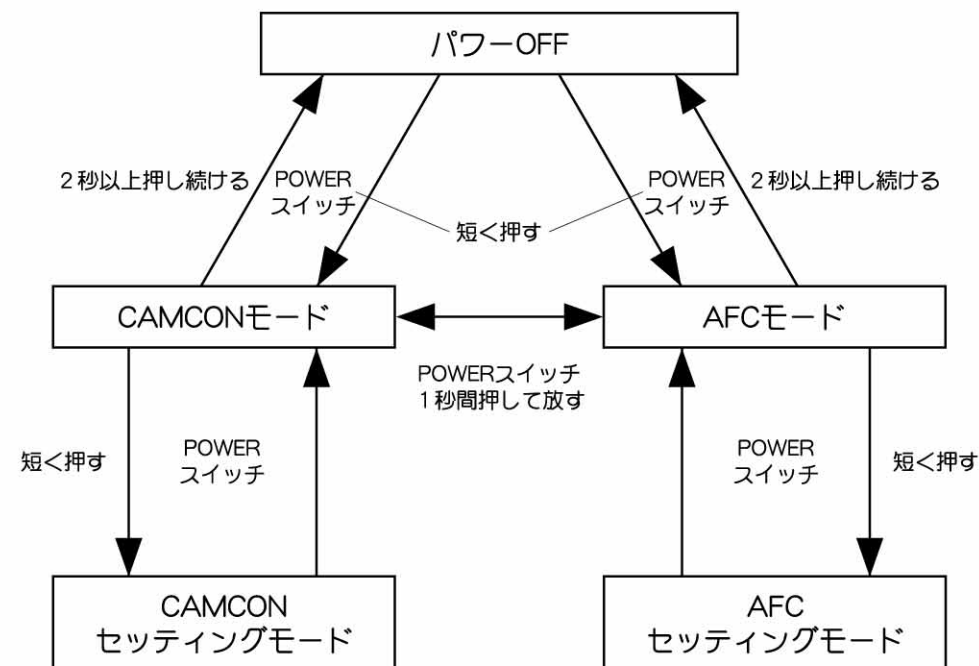 パワーOFF
2秒以上押し続ける
POWER
スイッチ
短く押す
POWER
スイッチ
2秒以上押し続ける
CAMCONモード
AFCモード
POWERスイッチ
1秒間押して放す
短く押す
POWER
スイッチ
POWER
スイッチ
短く押す
CAMCON
セッティングモード
AFC
セッティングモード